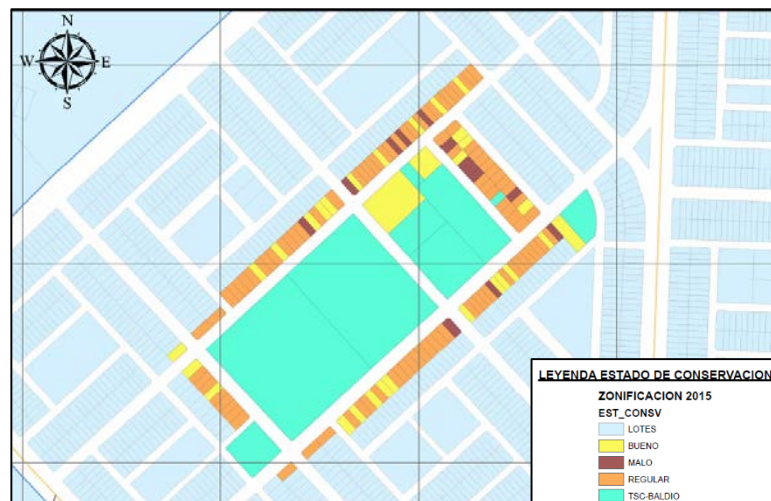 N
W E
S
LEYENDA ESTADO DE CONSERVACION
ZONIFICACION 2015
EST_CONSV
LOTES
BUENO
MALO
REGULAR
TSC-BALDIO